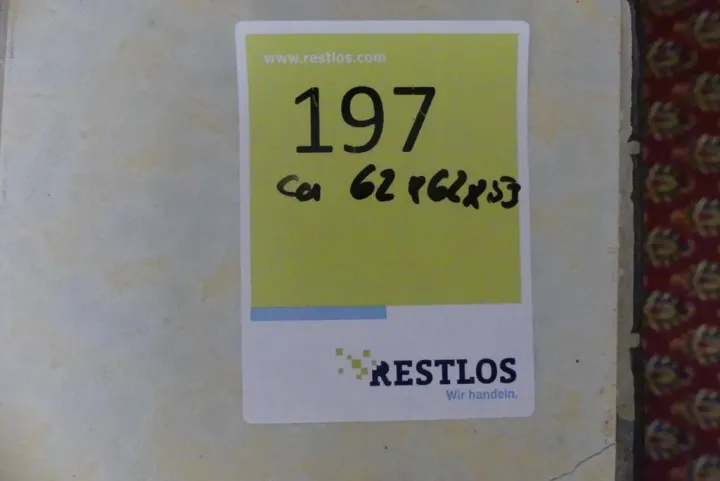 www.restlos.com
197
ca 62x62x53
RESTLOS
Wir handeln.